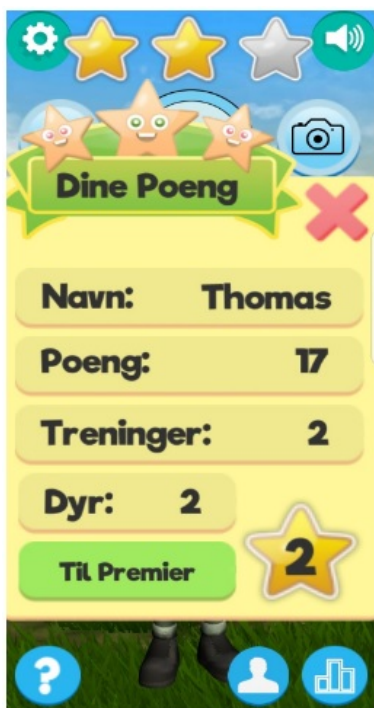 Dine Poeng
Navn: Thomas
Poeng: 17
Treninger: 2
Dyr: 2
2
Til Premier
?